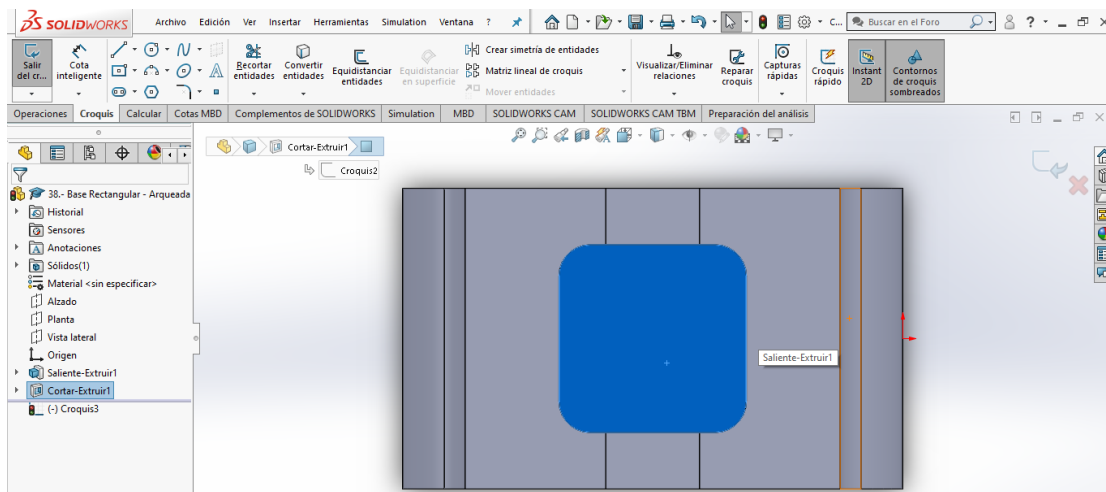 SOLIDWORKS Archivo Edición Ver Insertar Herramientas Simulation Ventana ? C... Buscar en el Foro ?
Salir del cr...
Cota inteligente
Recortar entidades
Convertir entidades
Equidistanciar entidades
Equidistanciar en superficie
Crear simetría de entidades
Matriz lineal de croquis
Mover entidades
Visualizar/Eliminar relaciones
Reparar croquis
Capturas rápidas
Croquis rápido
Instant 2D
Contornos de croquis sombreados
Operaciones Croquis Calcular Cotas MBD Complementos de SOLIDWORKS Simulation MBD SOLIDWORKS CAM SOLIDWORKS CAM TBM Preparación del análisis
Cortar-Extruir1
Croquis2
38.- Base Rectangular - Arqueada
Historial
Sensores
Anotaciones
Sólidos(1)
Material <sin especificar>
Alzado
Planta
Vista lateral
Origen
Saliente-Extruir1
Cortar-Extruir1
(-) Croquis3
Saliente-Extruir1